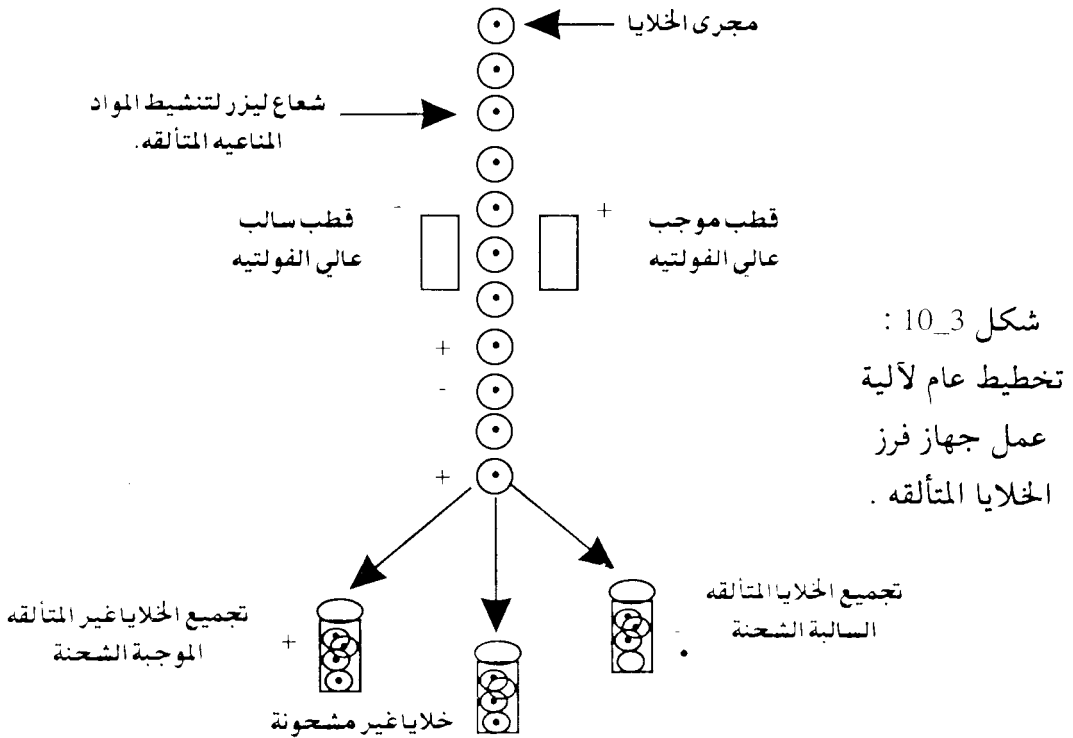 مجرى الخلايا
شعاع ليزر لتنشيط المواد
المناعيه المتألقه.
قطب سالب
عالي الفولتيه
-
+
قطب موجب
عالي الفولتيه
+
-
+
شكل 3_10 :
تخطيط عام لآلية
عمل جهاز فرز
الخلايا المتألقه .
تجميع الخلايا المتألقه
السالبة الشحنة
-
تجميع الخلايا غير المتألقه
الموجبة الشحنة
+
خلايا غير مشحونة